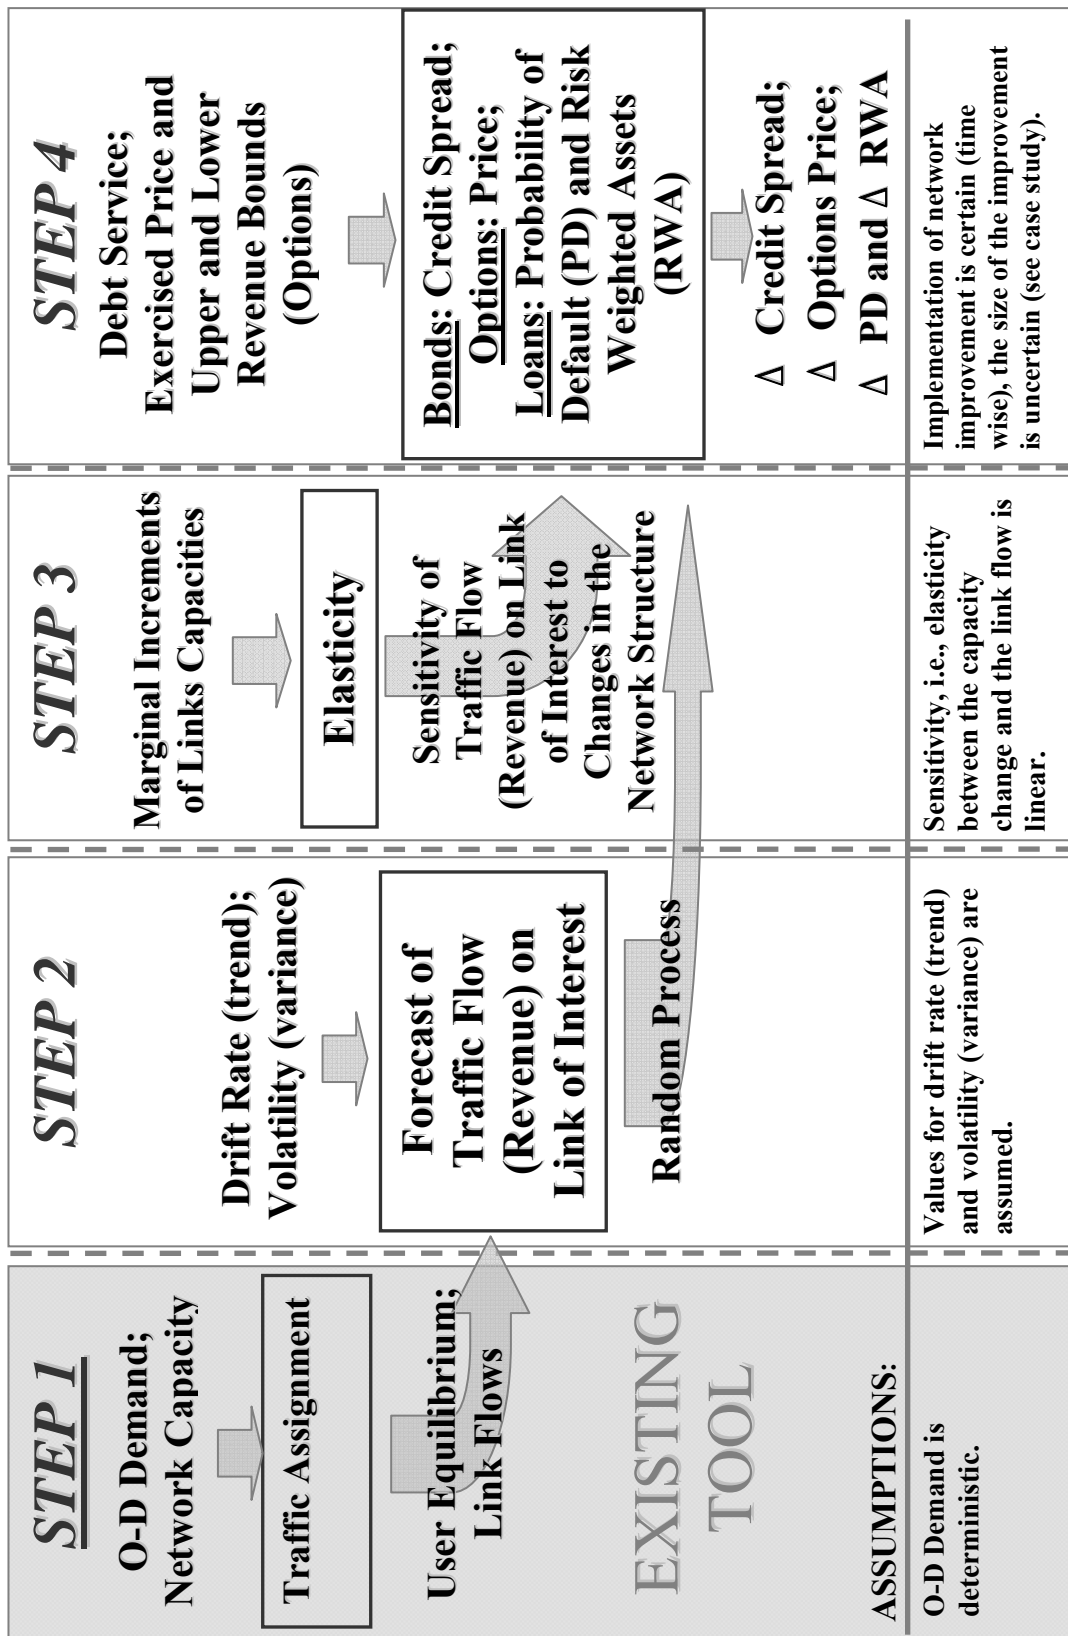 STEP 1
O-D Demand;
Network Capacity
Traffic Assignment
User Equilibrium;
Link Flows
EXISTING
TOOL
ASSUMPTIONS:
O-D Demand is
deterministic.
STEP 2
Drift Rate (trend);
Volatility (variance)
Forecast of
Traffic Flow
(Revenue) on
Link of Interest
Random Process
Values for drift rate (trend)
and volatility (variance) are
assumed.
STEP 3
Marginal Increments
of Links Capacities
Elasticity
Sensitivity of
Traffic Flow
(Revenue) on Link
of Interest to
Changes in the
Network Structure
Sensitivity, i.e., elasticity
between the capacity
change and the link flow is
linear.
STEP 4
Debt Service;
Exercised Price and
Upper and Lower
Revenue Bounds
(Options)
Bonds: Credit Spread;
Options: Price;
Loans: Probability of
Default (PD) and Risk
Weighted Assets
(RWA)
Δ Credit Spread;
Δ Options Price;
Δ PD and Δ RWA
Implementation of network
improvement is certain (time
wise), the size of the improvement
is uncertain (see case study).